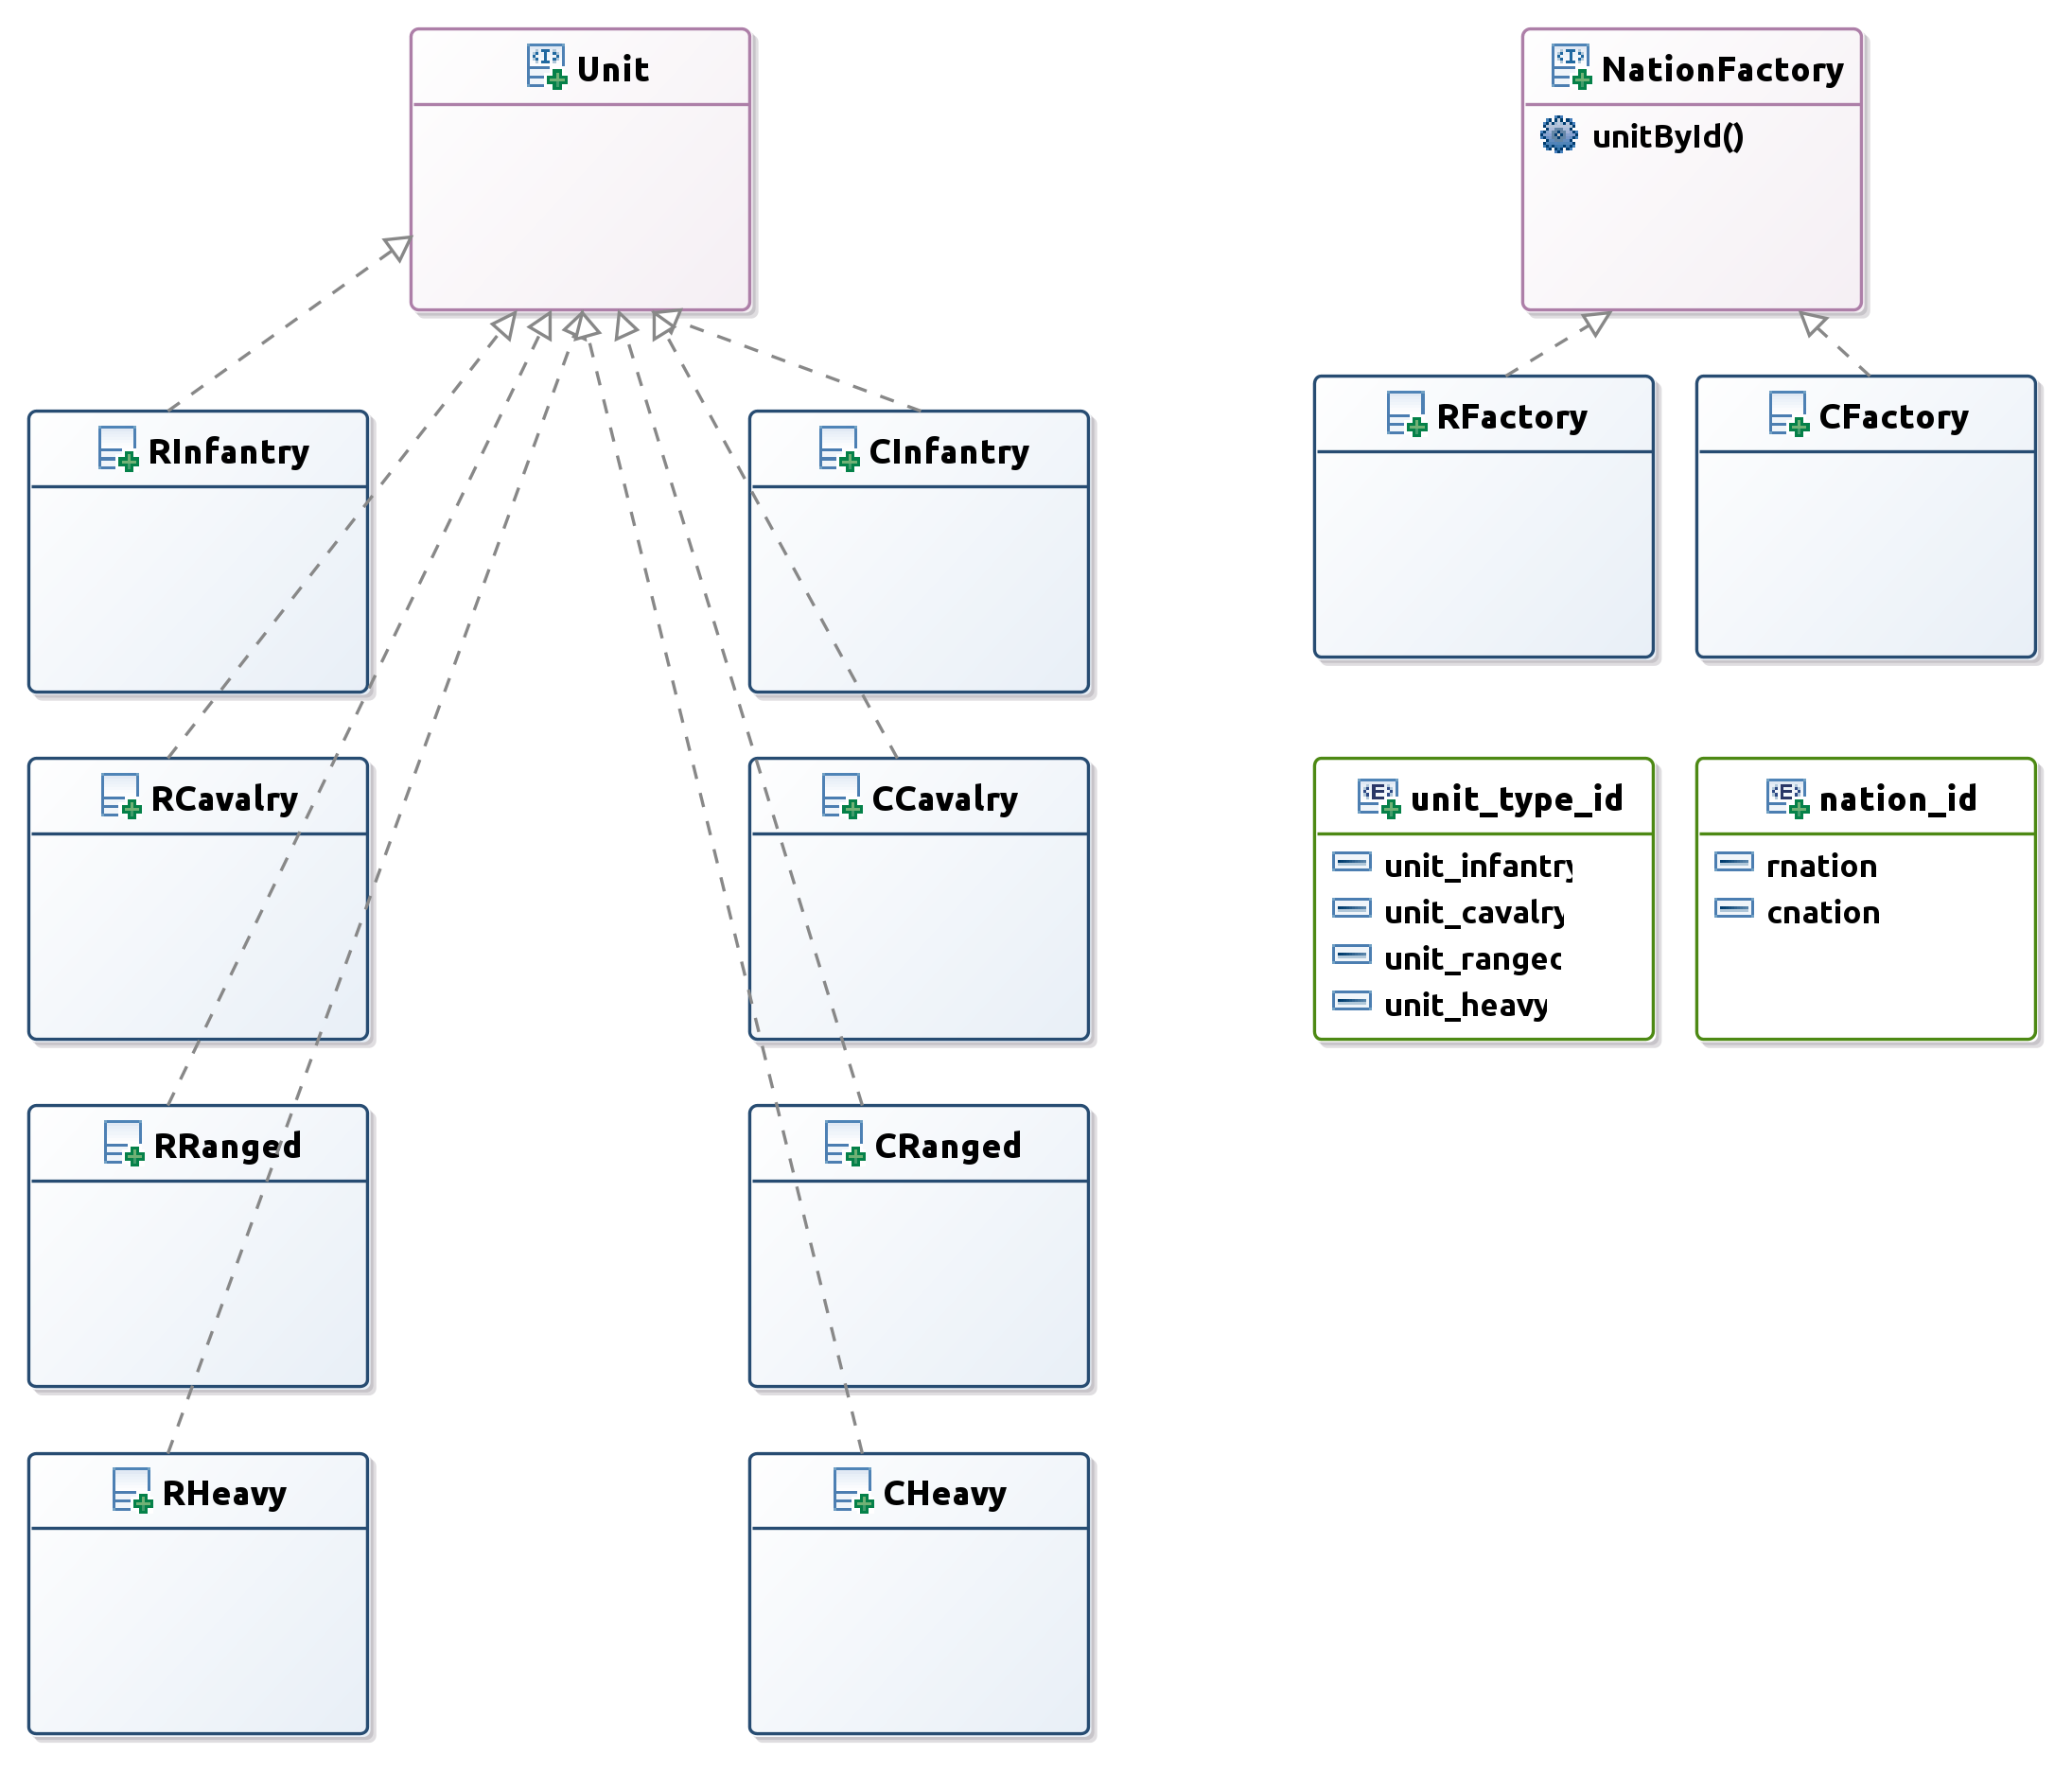 Unit
NationFactory
unitById()
RInfantry
CInfantry
RFactory
CFactory
RCavalry
CCavalry
unit_type_id
unit_infantry
unit_cavalry
unit_ranged
unit_heavy
nation_id
rnation
cnation
RRanged
CRanged
RHeavy
CHeavy